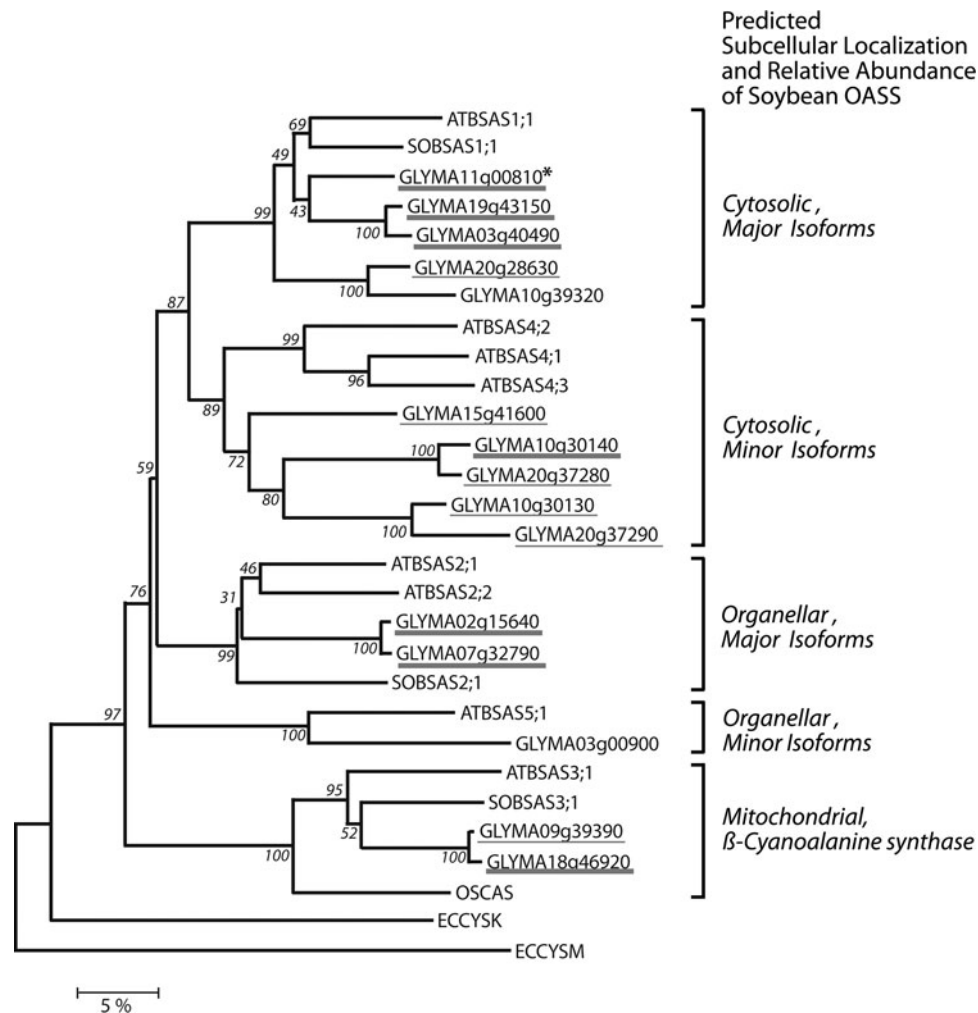 Predicted
Subcellular Localization
and Relative Abundance
of Soybean OASS
ATBSAS1;1
69
SOBSAS1;1
49
GLYMA11g00810*
43
GLYMA19g43150
99
100
GLYMA03g40490
GLYMA20g28630
100
GLYMA10g39320
Cytosolic ,
Major Isoforms
87
ATBSAS4;2
99
ATBSAS4;1
96
ATBSAS4;3
89
GLYMA15g41600
GLYMA10g30140
100
72
GLYMA20g37280
59
80
GLYMA10g30130
100
GLYMA20g37290
Cytosolic ,
Minor Isoforms
ATBSAS2;1
46
ATBSAS2;2
31
76
GLYMA02g15640
100
99
GLYMA07g32790
SOBSAS2;1
Organellar ,
Major Isoforms
ATBSAS5;1
97
100
GLYMA03g00900
Organellar ,
Minor Isoforms
ATBSAS3;1
95
SOBSAS3;1
52
GLYMA09g39390
100
100
GLYMA18g46920
OSCAS
Mitochondrial,
ß-Cyanoalanine synthase
ECCYSK
ECCYSM
5 %